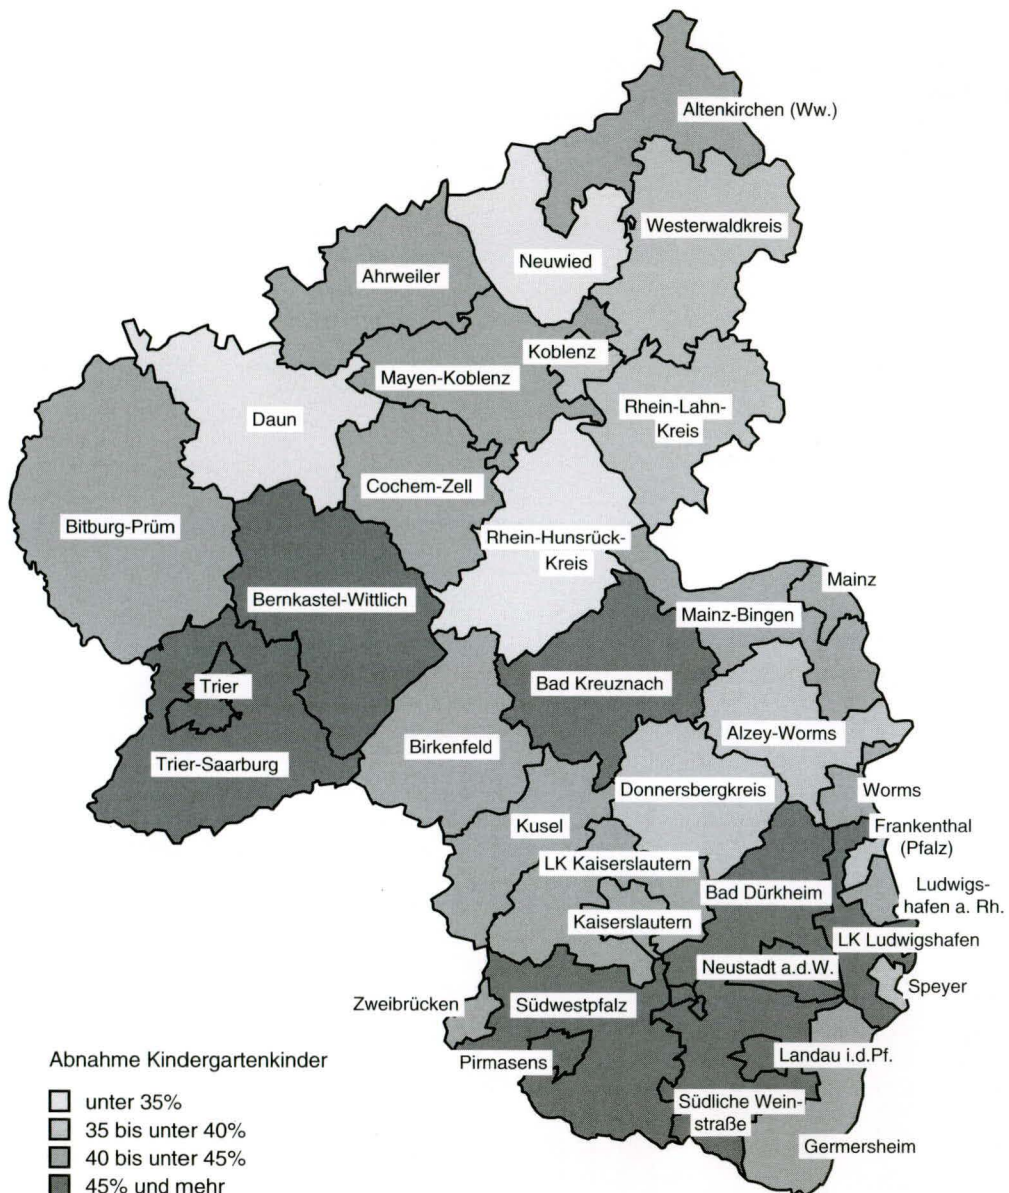 Altenkirchen (Ww.)
Westerwaldkreis
Neuwied
Ahrweiler
Koblenz
Mayen-Koblenz
Rhein-Lahn-
Kreis
Daun
Cochem-Zell
Bitburg-Prüm
Rhein-Hunsrück-
Kreis
Mainz
Bernkastel-Wittlich
Mainz-Bingen
Trier
Bad Kreuznach
Alzey-Worms
Birkenfeld
Trier-Saarburg
Donnersbergkreis
Worms
Kusel
Frankenthal
(Pfalz)
LK Kaiserslautern
Bad Dürkheim
Ludwigs-
hafen a. Rh.
Kaiserslautern
LK Ludwigshafen
Neustadt a.d.W.
Speyer
Zweibrücken
Südwestpfalz
Pirmasens
Landau i.d.Pf.
Südliche Wein-
straße
Germersheim
Abnahme Kindergartenkinder
unter 35%
35 bis unter 40%
40 bis unter 45%
45% und mehr